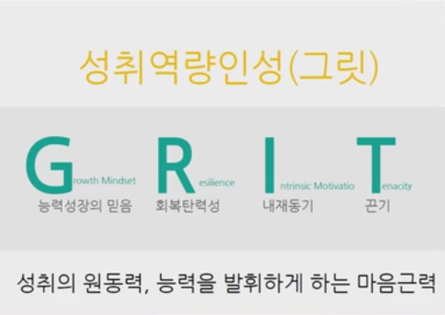 성취역량인성(그릿)
Growth Mindset Resilience Intrinsic Motivatio Tenacity
능력성장의 믿음 회복탄력성 내재동기 끈기
성취의 원동력, 능력을 발휘하게 하는 마음근력